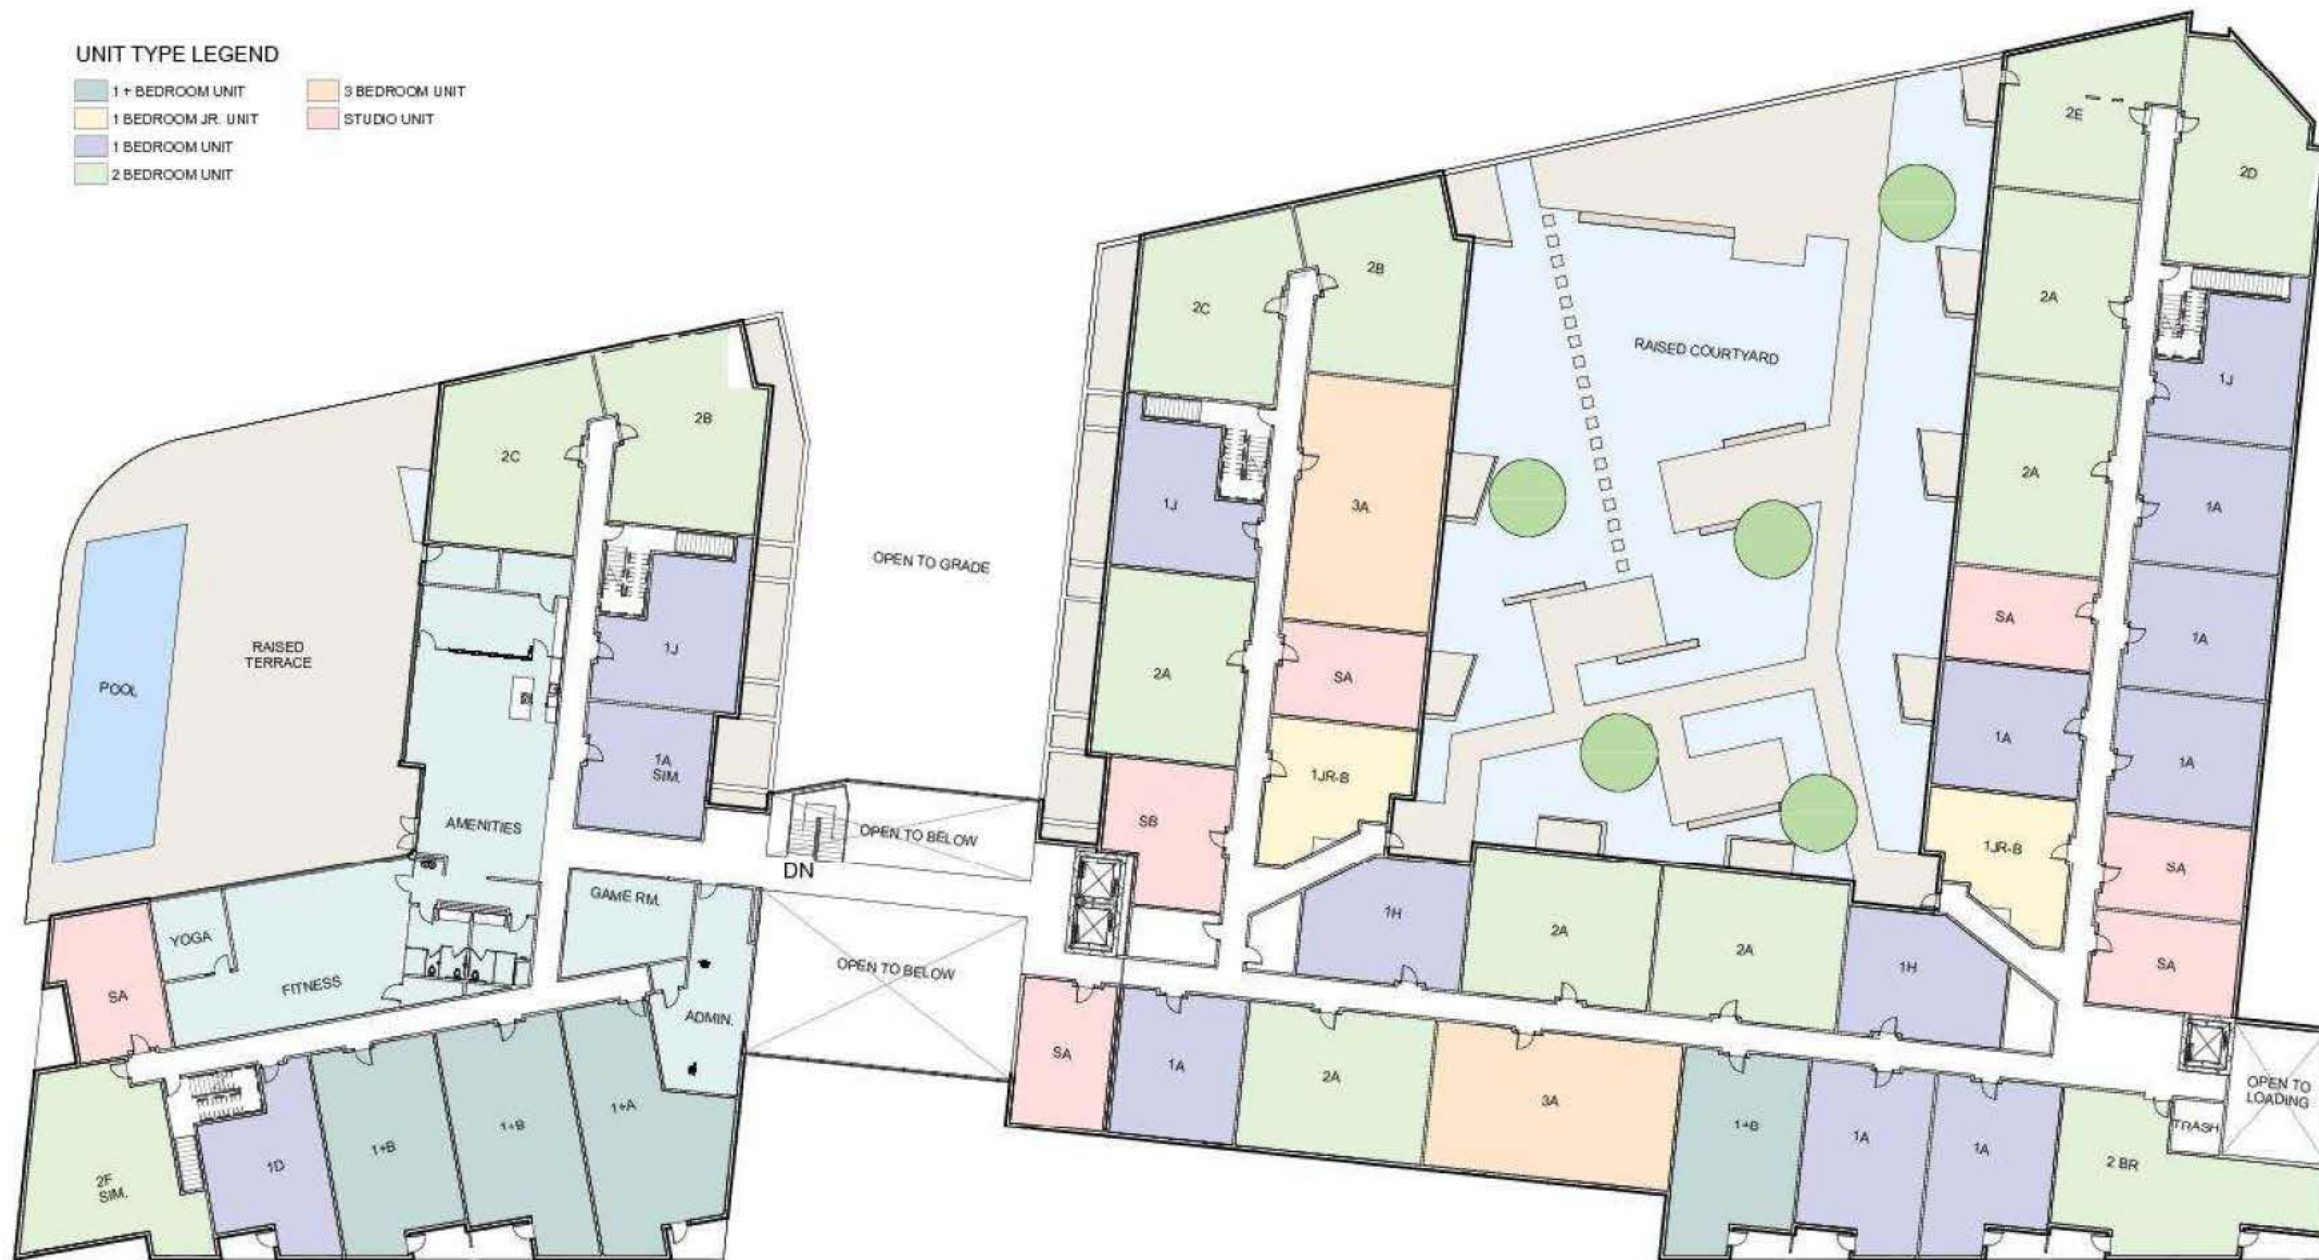 UNIT TYPE LEGEND
1 + BEDROOM UNIT
1 BEDROOM JR. UNIT
1 BEDROOM UNIT
2 BEDROOM UNIT
3 BEDROOM UNIT
STUDIO UNIT
2E
2D
2B
2C
2A
RAISED COURTYARD
1J
2B
2C
2A
1J
3A
1A
OPEN TO GRADE
SA
1A
RAISED
TERRACE
POOL
1J
2A
SA
1A
1A
SIM.
1JR-B
1A
AMENITIES
OPEN TO BELOW
SB
1JR-B
SA
DN
GAME RM.
1H
2A
2A
1H
SA
YOGA
FITNESS
SA
OPEN TO BELOW
ADMIN.
SA
1A
2A
3A
1+B
1A
1A
2 BR
TRASH
OPEN TO
LOADING
1+A
1+B
1+B
1D
2F
SIM.